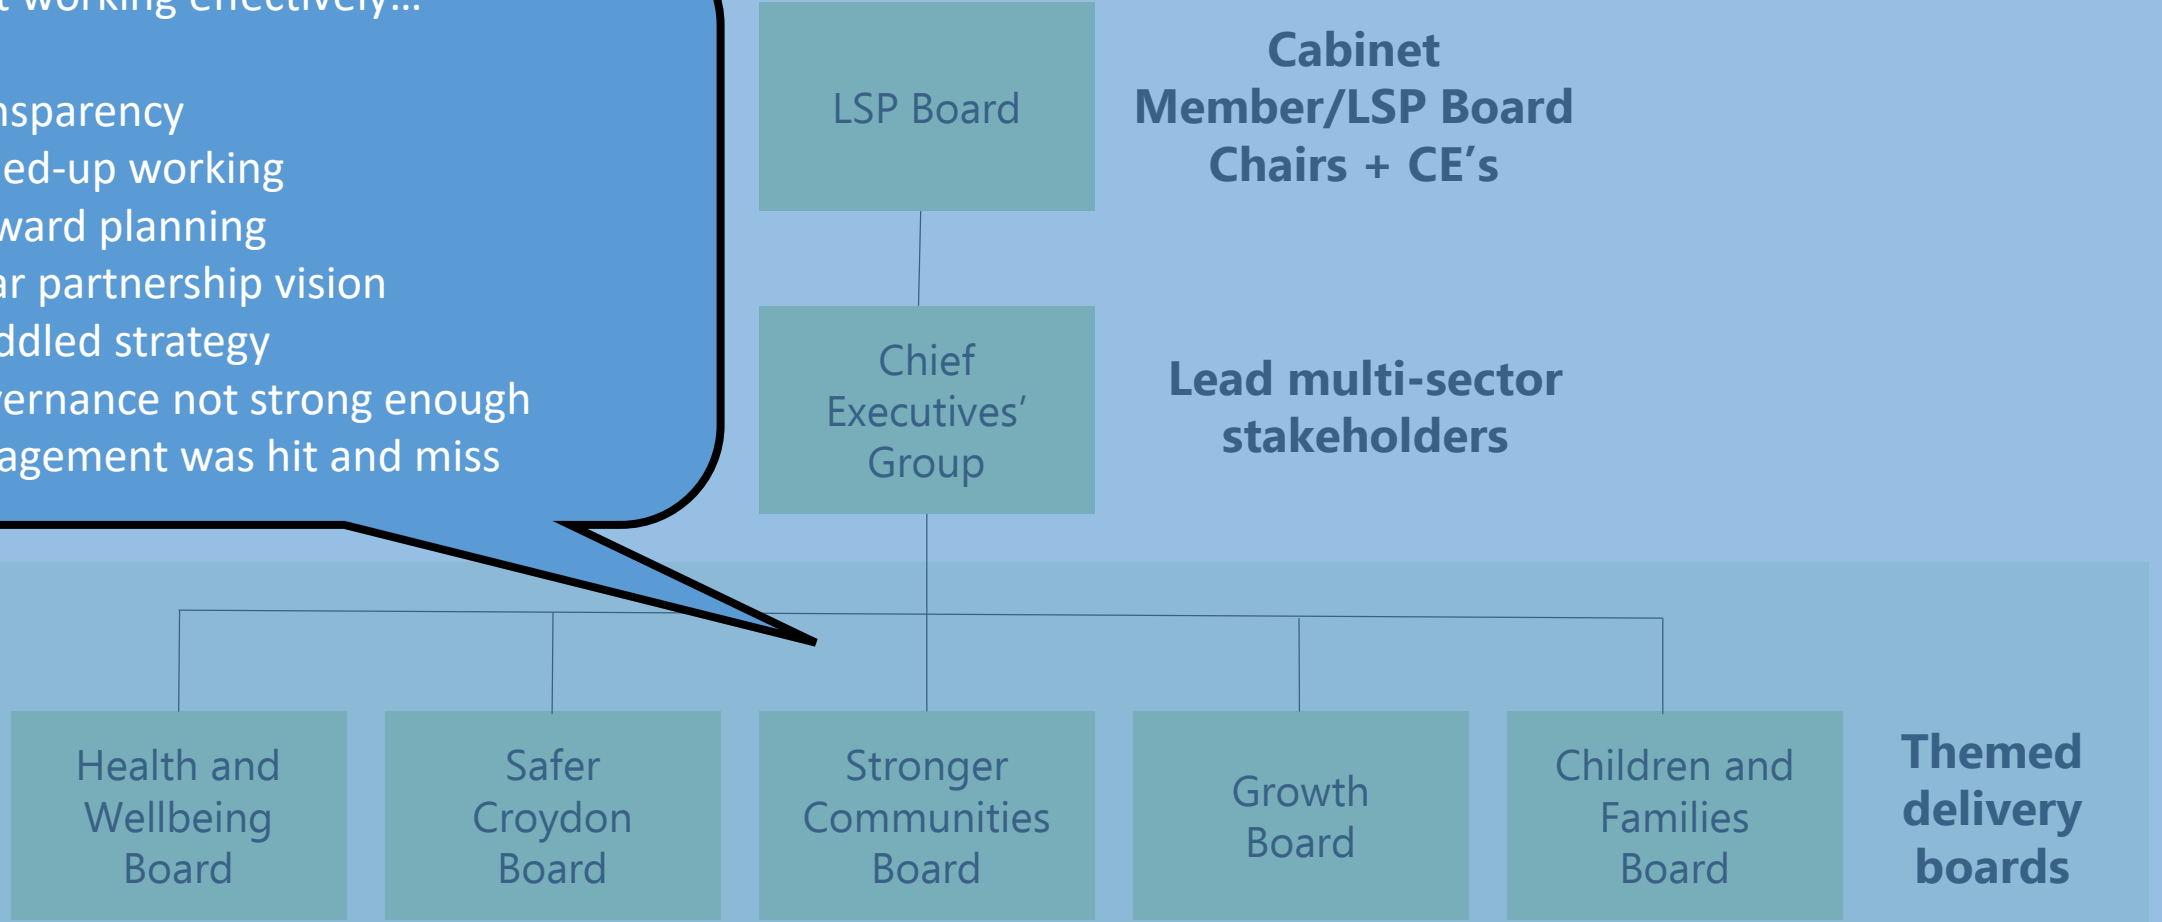 t working effectively...
nsparency
ed-up working
ward planning
ar partnership vision
ddled strategy
vernance not strong enough
agement was hit and miss
LSP Board
Cabinet
Member/LSP Board
Chairs + CE’s
Chief
Executives’
Group
Lead multi-sector
stakeholders
Health and
Wellbeing
Board
Safer
Croydon
Board
Stronger
Communities
Board
Growth
Board
Children and
Families
Board
Themed
delivery
boards